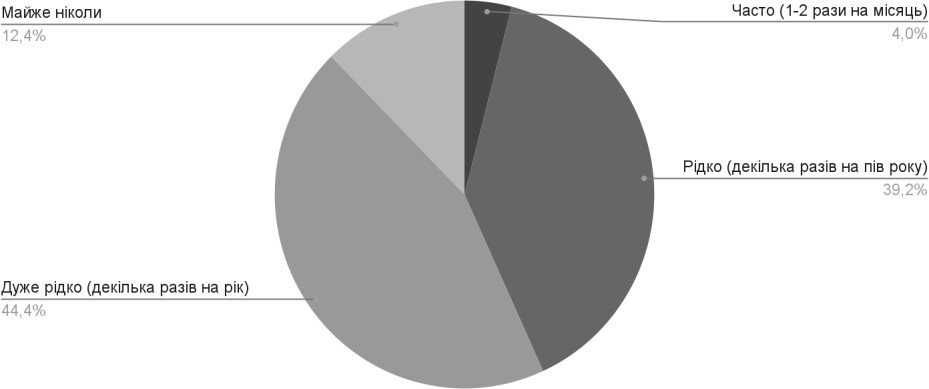 Майже ніколи
12,4%
Часто (1-2 рази на місяць)
4,0%
Рідко (декілька разів на пів року)
39,2%
Дуже рідко (декілька разів на рік)
44,4%